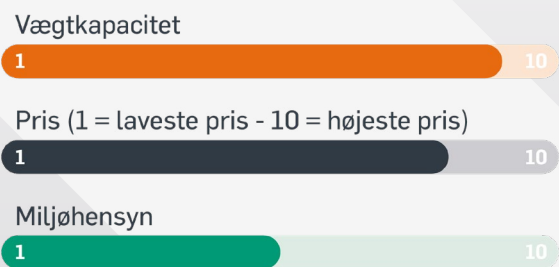 Vægtkapacitet
1 10
Pris (1 = laveste pris - 10 = højeste pris)
1 10
Miljøhensyn
1 10